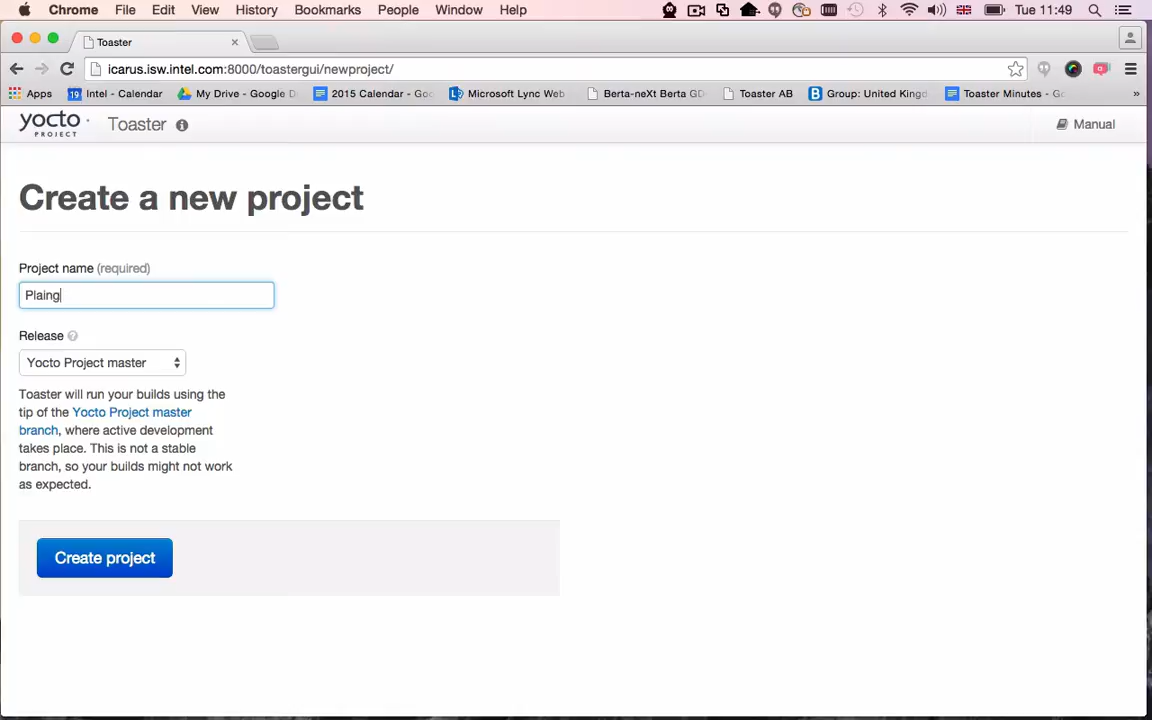 Chrome File Edit View History Bookmarks People Window Help Tue 11:49
Toaster
icarus.isw.intel.com:8000/toastergui/newproject/
Apps 19 Intel - Calendar My Drive - Google D 2015 Calendar - Goo Microsoft Lync Web Berta-neXt Berta GD Toaster AB B Group: United Kingd Toaster Minutes - G »
yocto PROJECT Toaster Manual
Create a new project
Project name (required)
Plaing
Release ?
Yocto Project master
Toaster will run your builds using the
tip of the Yocto Project master
branch, where active development
takes place. This is not a stable
branch, so your builds might not work
as expected.
Create project